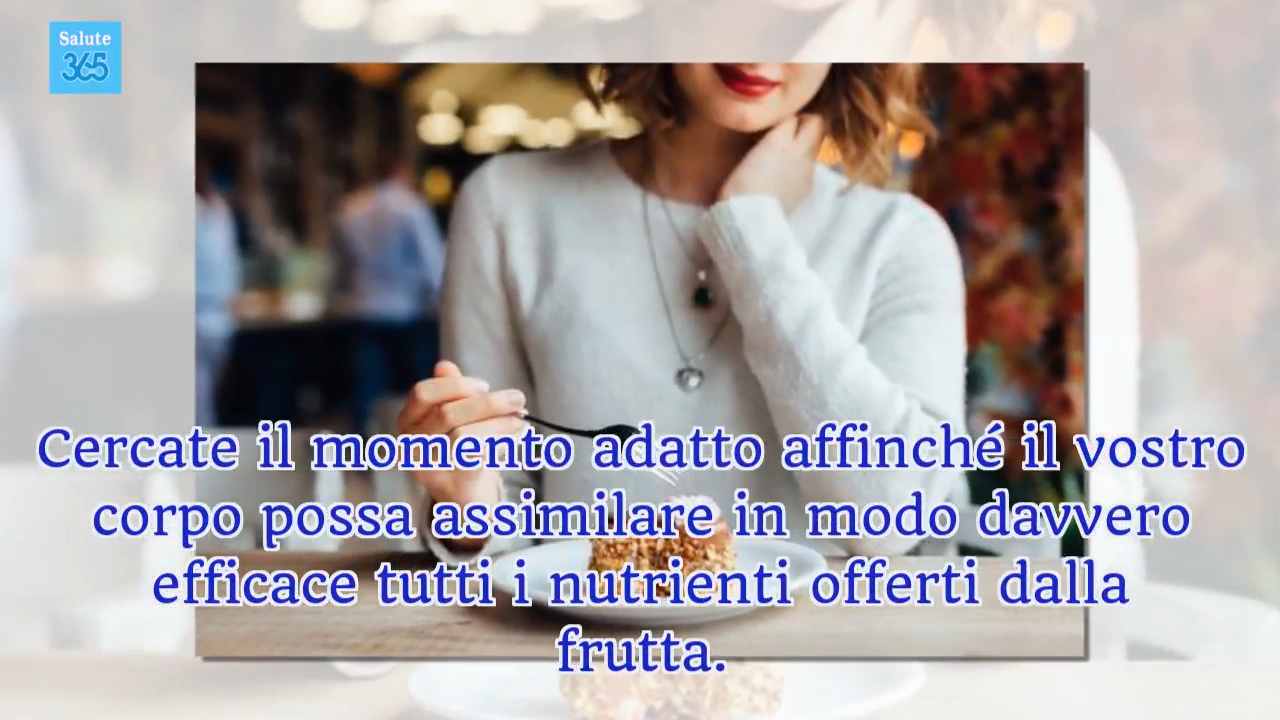 Salute
365
Cercate il momento adatto affinché il vostro
corpo possa assimilare in modo davvero
efficace tutti i nutrienti offerti dalla
frutta.